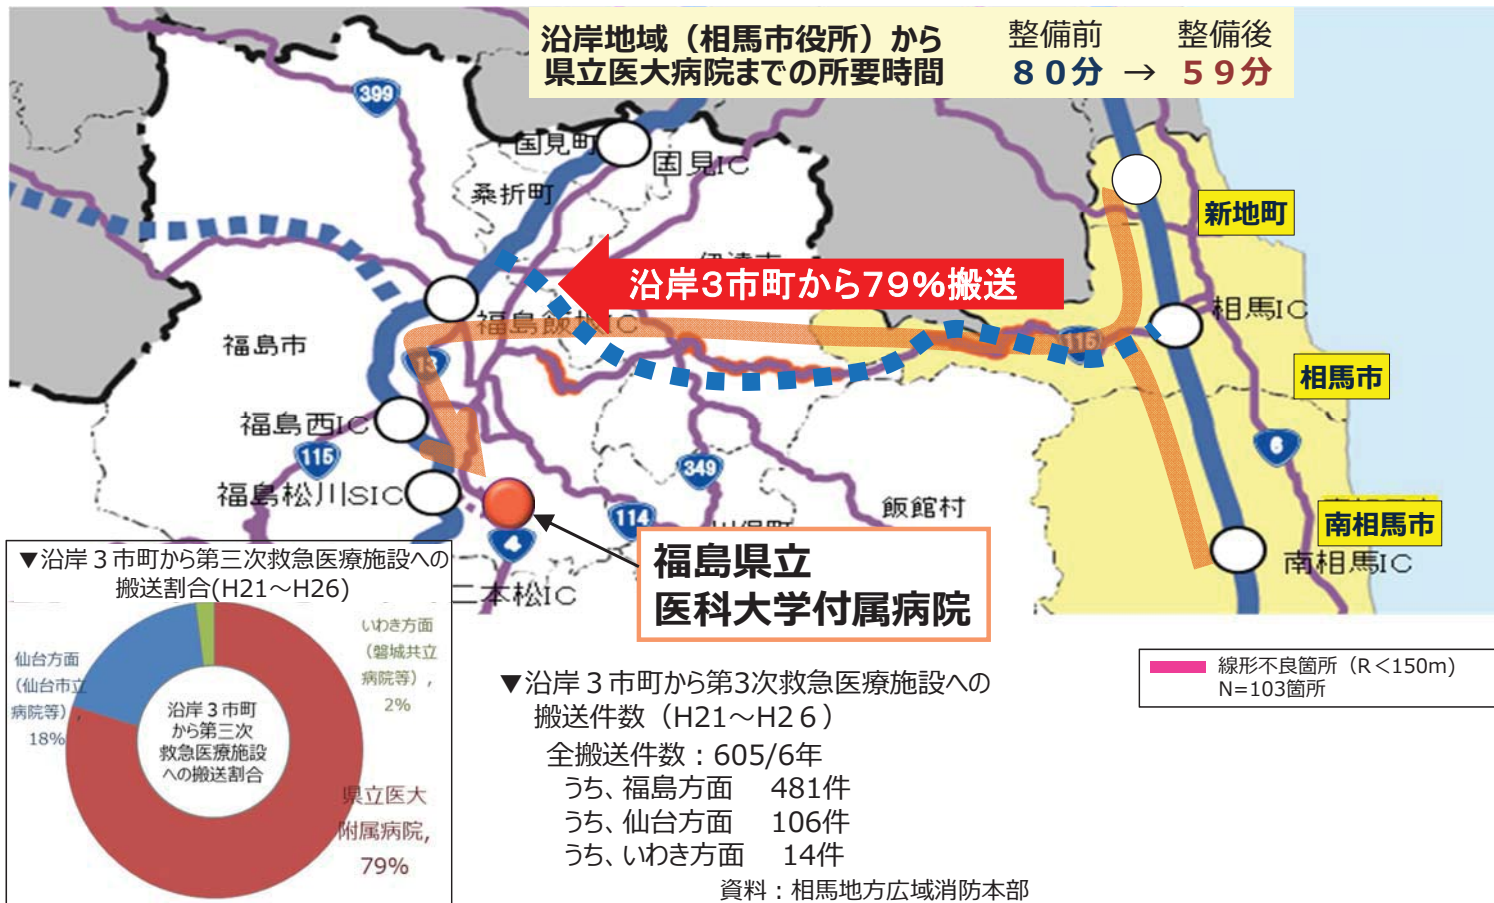 沿岸地域（相馬市役所）から
県立医大病院までの所要時間
整備前 整備後
８０分 → ５９分
399
国見町
国見IC
桑折町
新地町
沿岸3市町から79%搬送
相馬IC
福島飯坂IC
115
福島市
13
相馬市
福島西IC
115
6
349
福島松川SIC
飯館村
114
南相馬市
4
南相馬IC
二本松IC
福島県立
医科大学付属病院
▼沿岸３市町から第三次救急医療施設への
搬送割合(H21～H26)
いわき方面
（磐城共立
病院等）,
2%
仙台方面
（仙台市立
病院等）,
18%
沿岸３市町
から第三次
救急医療施設
への搬送割合
県立医大
附属病院,
79%
▼沿岸３市町から第3次救急医療施設への
搬送件数（H21～H2６）
全搬送件数：605/6年
うち、福島方面 481件
うち、仙台方面 106件
うち、いわき方面 14件
資料：相馬地方広域消防本部
線形不良箇所（R＜150m)
N=103箇所